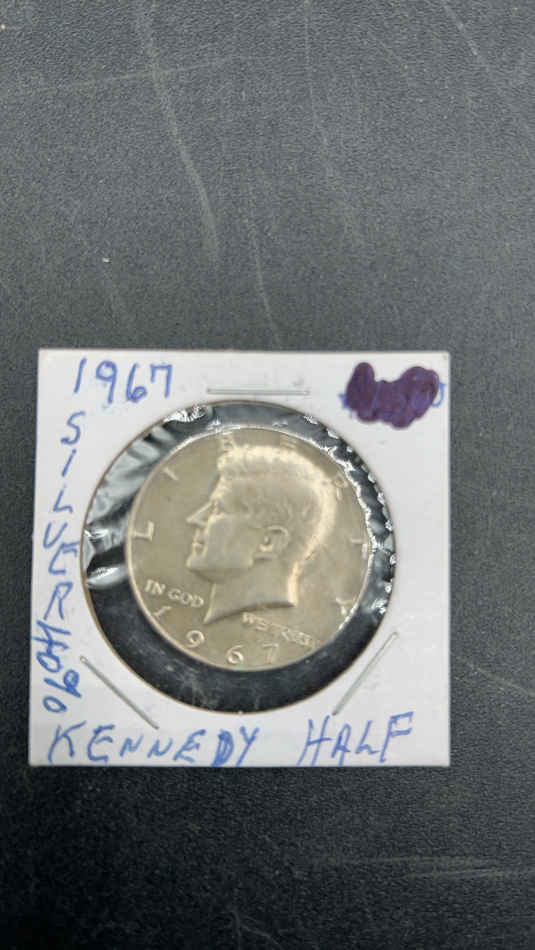 1967
SILVER
40%
KENNEDY HALF
LIBERTY
IN GOD WE TRUST
1967